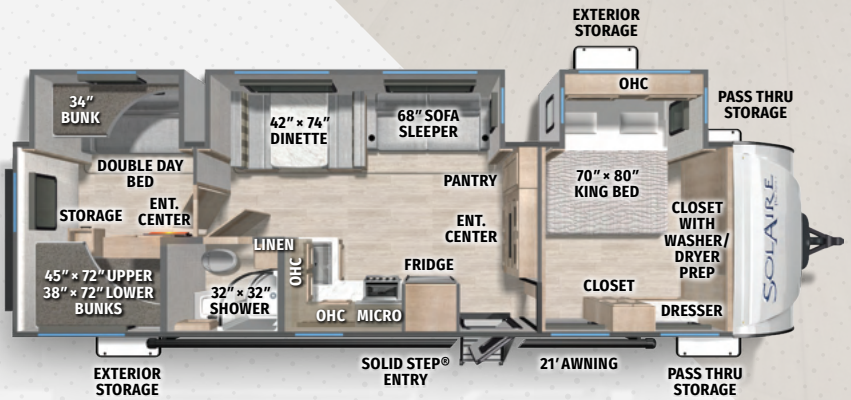 EXTERIOR
STORAGE
OHC
PASS THRU
STORAGE
34"
BUNK
42" × 74"
DINETTE
68" SOFA
SLEEPER
DOUBLE DAY
BED
PANTRY
70" × 80"
KING BED
STORAGE
ENT.
CENTER
ENT.
CENTER
CLOSET
WITH
WASHER/
DRYER
PREP
SOLAIRE
LINEN
OHC
FRIDGE
45" × 72" UPPER
38" × 72" LOWER
BUNKS
32" × 32"
SHOWER
OHC
MICRO
CLOSET
DRESSER
EXTERIOR
STORAGE
SOLID STEP®
ENTRY
21' AWNING
PASS THRU
STORAGE